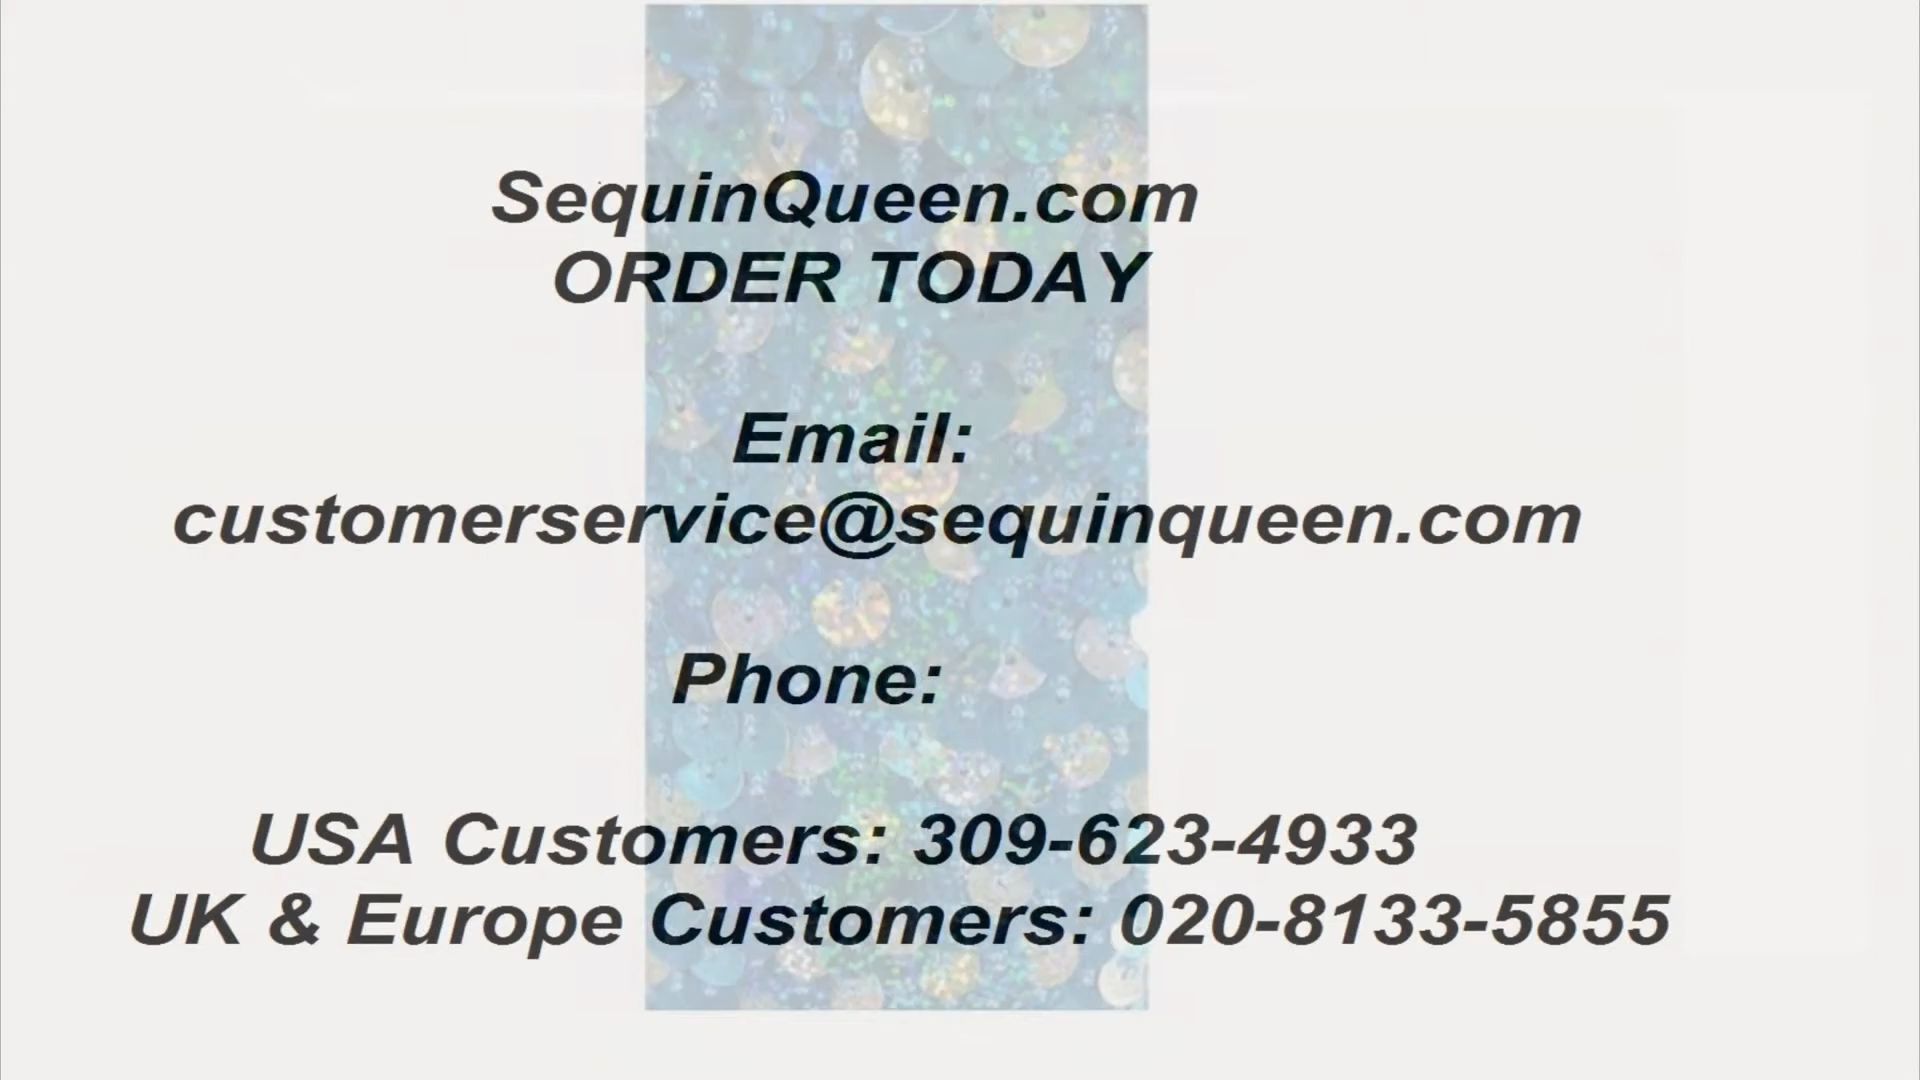 SequinQueen.com
ORDER TODAY
Email:
customerservice@sequinqueen.com
Phone:
USA Customers: 309-623-4933
UK & Europe Customers: 020-8133-5855